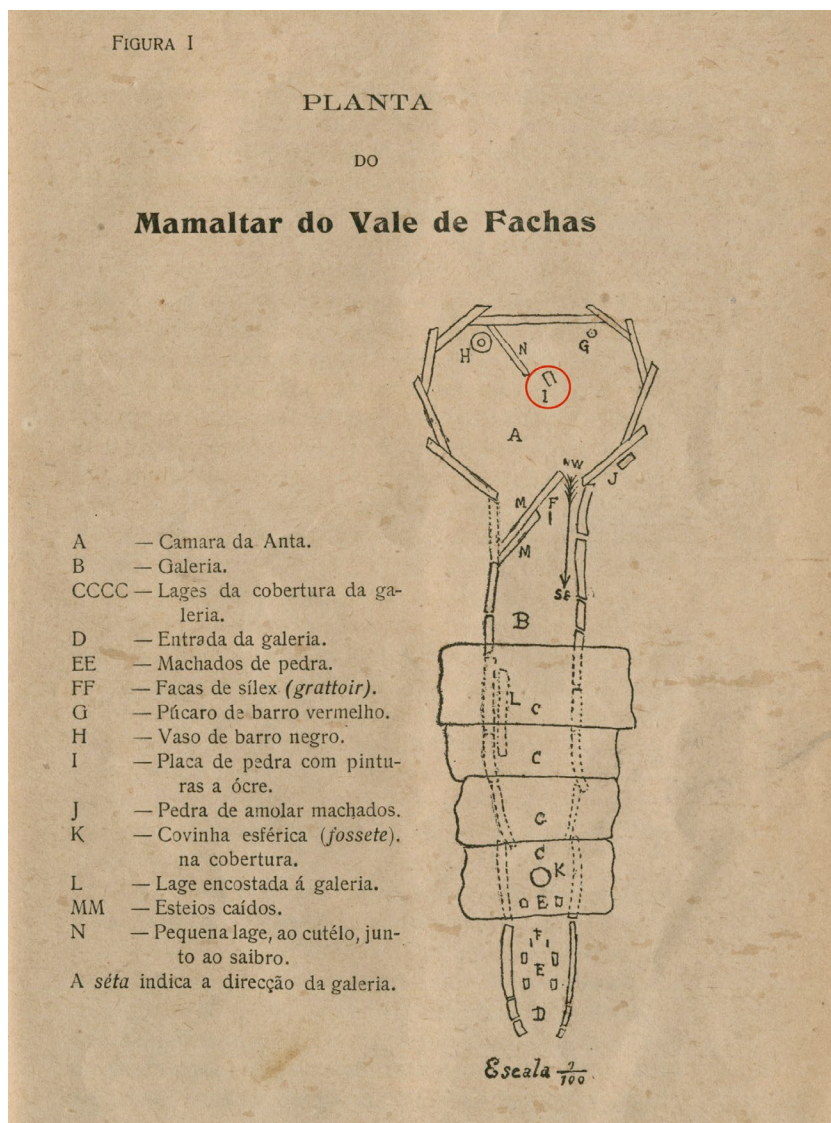 FIGURA I
PLANTA
DO
Mamaltar do Vale de Fachas
H
N
G
I
A
NW
J
M
F
M
SE
B
L
C
C
C
C
K
E
F
E
D
A — Camara da Anta.
B — Galeria.
CCCC — Lages da cobertura da ga-
leria.
D — Entrada da galeria.
EE — Machados de pedra.
FF — Facas de sílex (grattoir).
G — Púcaro de barro vermelho.
H — Vaso de barro negro.
I — Placa de pedra com pintu-
ras a ócre.
J — Pedra de amolar machados.
K — Covinha esférica (fossete),
na cobertura.
L — Lage encostada á galeria.
MM — Esteios caídos.
N — Pequena lage, ao cutélo, jun-
to ao saibro.
A séta indica a direcção da galeria.
Escala 1/100.